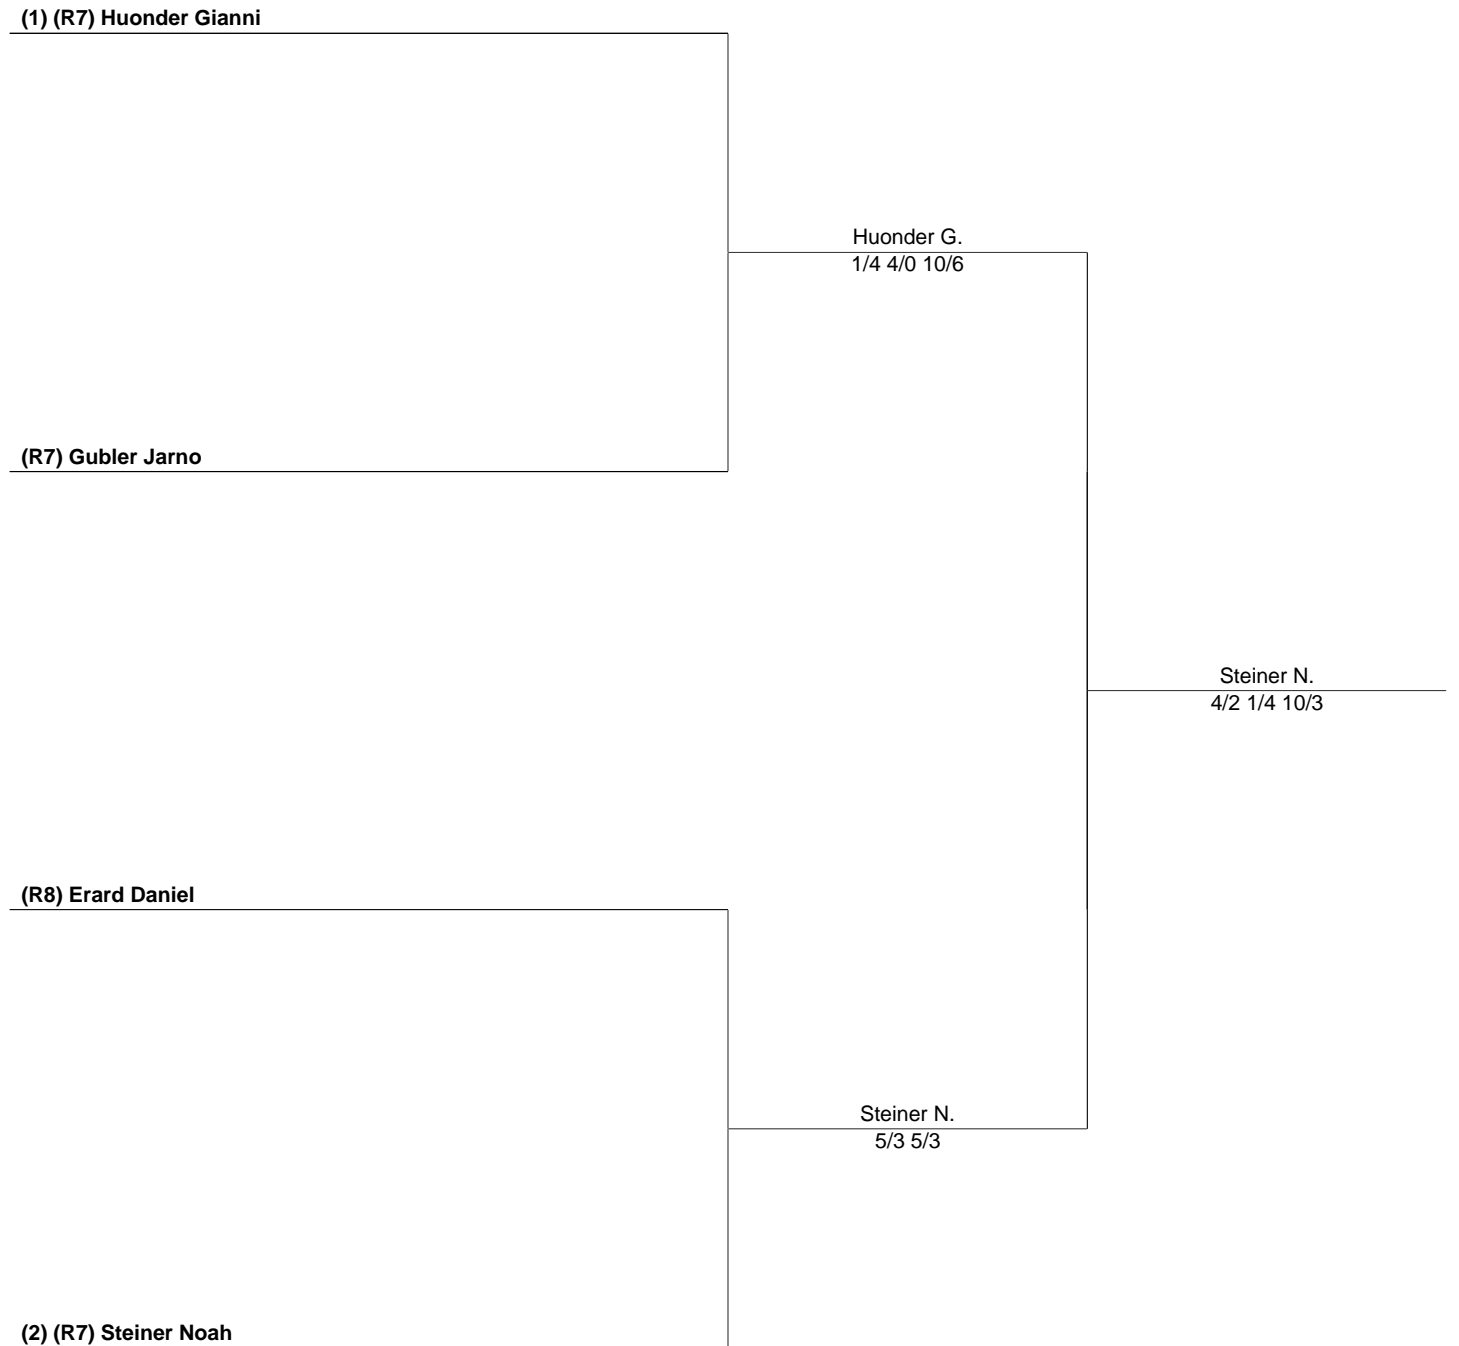 (1) (R7) Huonder Gianni
Huonder G.
1/4 4/0 10/6
(R7) Gubler Jarno
Steiner N.
4/2 1/4 10/3
(R8) Erard Daniel
Steiner N.
5/3 5/3
(2) (R7) Steiner Noah